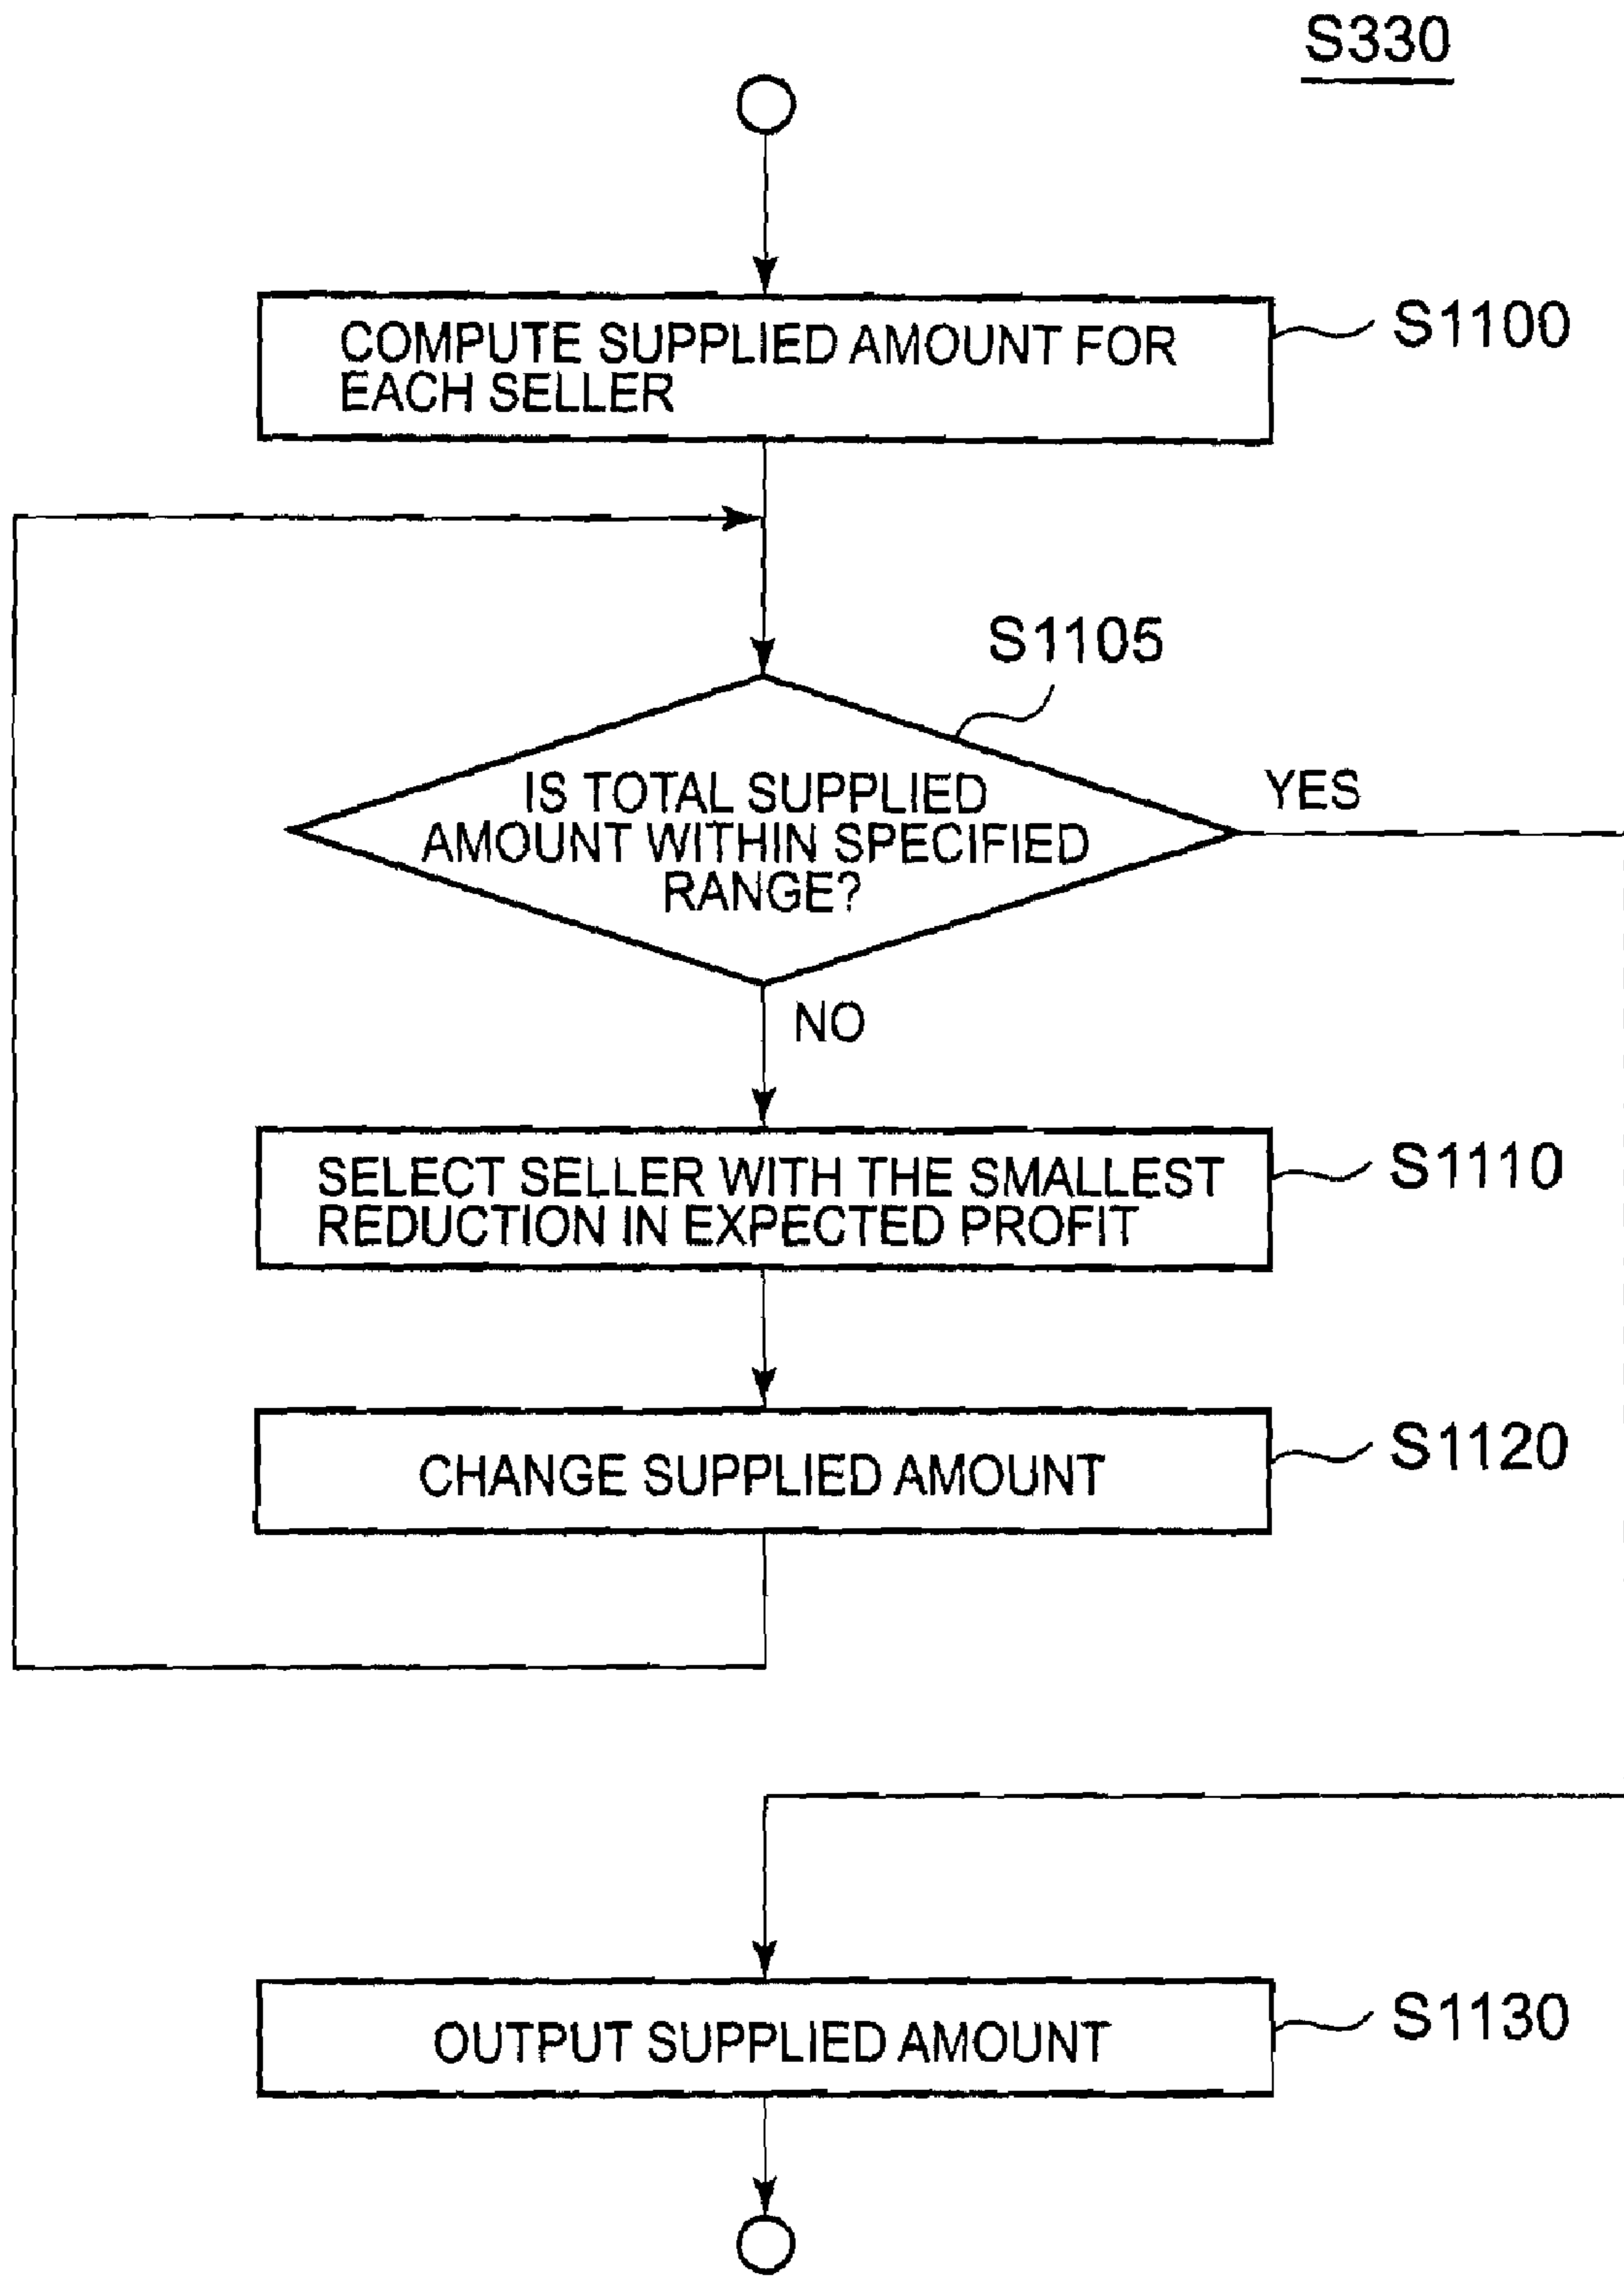 S330
COMPUTE SUPPLIED AMOUNT FOR
EACH SELLER
S1100
S1105
IS TOTAL SUPPLIED
AMOUNT WITHIN SPECIFIED
RANGE?
YES
NO
SELECT SELLER WITH THE SMALLEST
REDUCTION IN EXPECTED PROFIT
S1110
CHANGE SUPPLIED AMOUNT
S1120
OUTPUT SUPPLIED AMOUNT
S1130